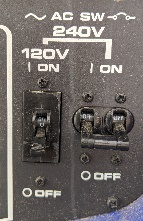 ~ AC SW
240V
120V
I ON
I ON
O OFF
O OFF